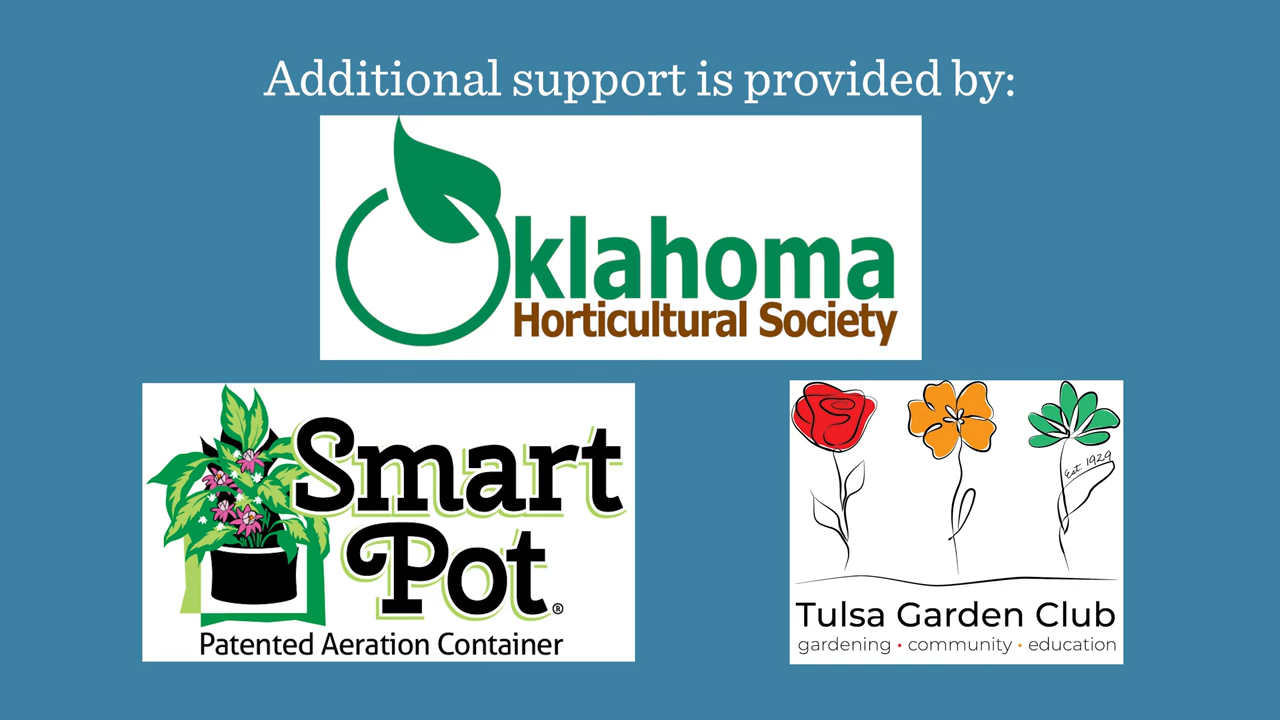 Additional support is provided by:
Oklahoma
Horticultural Society
Smart
Pot®
Patented Aeration Container
Est 1929
Tulsa Garden Club
gardening • community • education